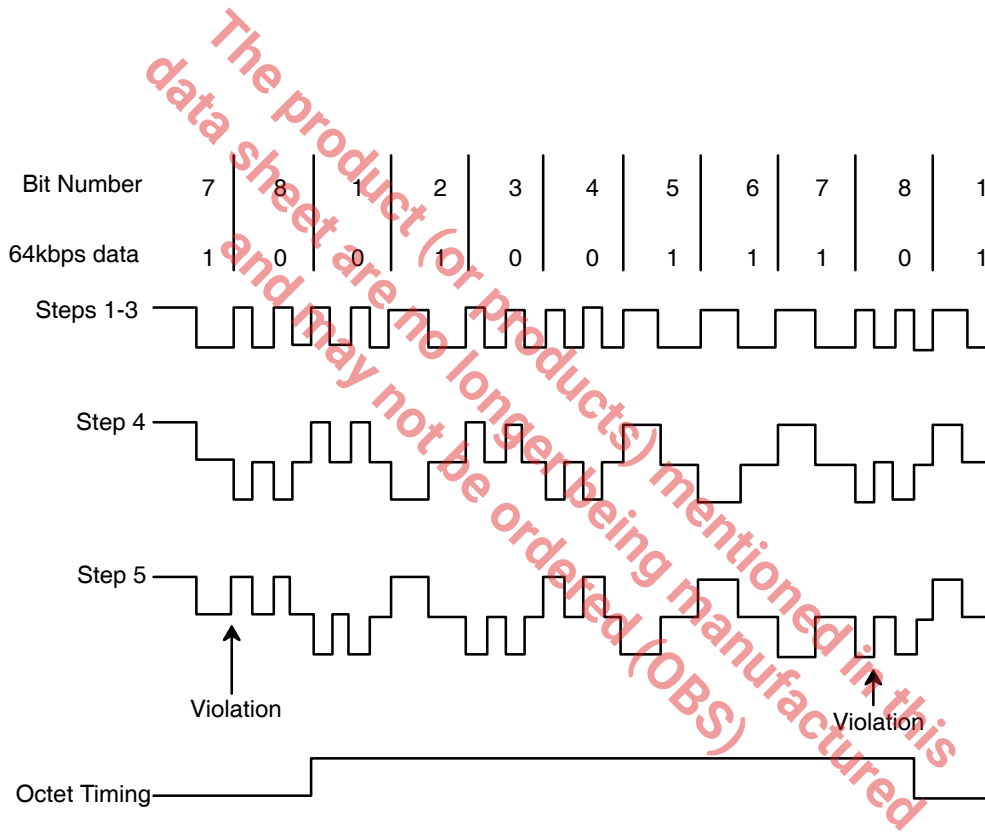 The product (or products) mentioned in this
data sheet are no longer being manufactured
and may not be ordered (OBS)
Bit Number 7 8 1 2 3 4 5 6 7 8 1
64kbps data 1 0 0 1 0 0 1 1 1 0 1
Steps 1-3
Step 4
Step 5
Violation
Violation
Octet Timing